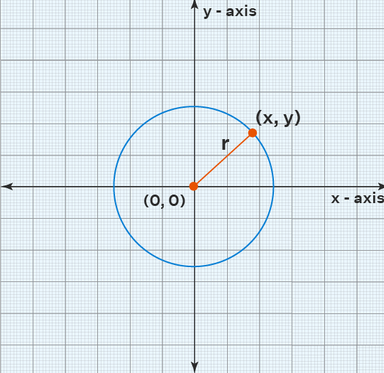 y - axis
(x, y)
r
(0, 0)
x - axis